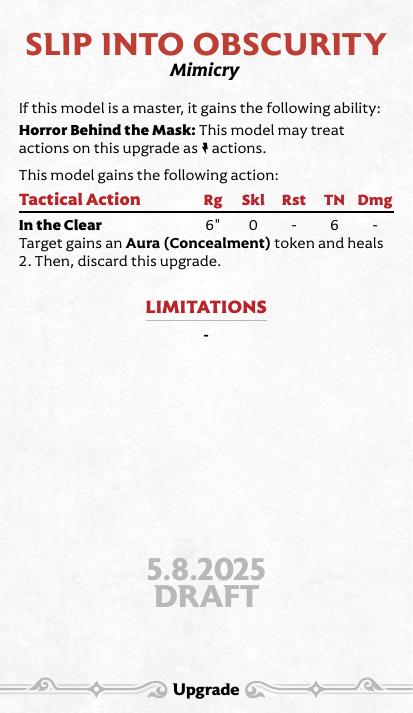 SLIP INTO OBSCURITY
Mimicry
If this model is a master, it gains the following ability:
Horror Behind the Mask: This model may treat
actions on this upgrade as actions.
This model gains the following action:
Tactical Action Rg Skl Rst TN Dmg
In the Clear 6" 0 - 6 -
Target gains an Aura (Concealment) token and heals
2. Then, discard this upgrade.
LIMITATIONS
-
5.8.2025
DRAFT
Upgrade